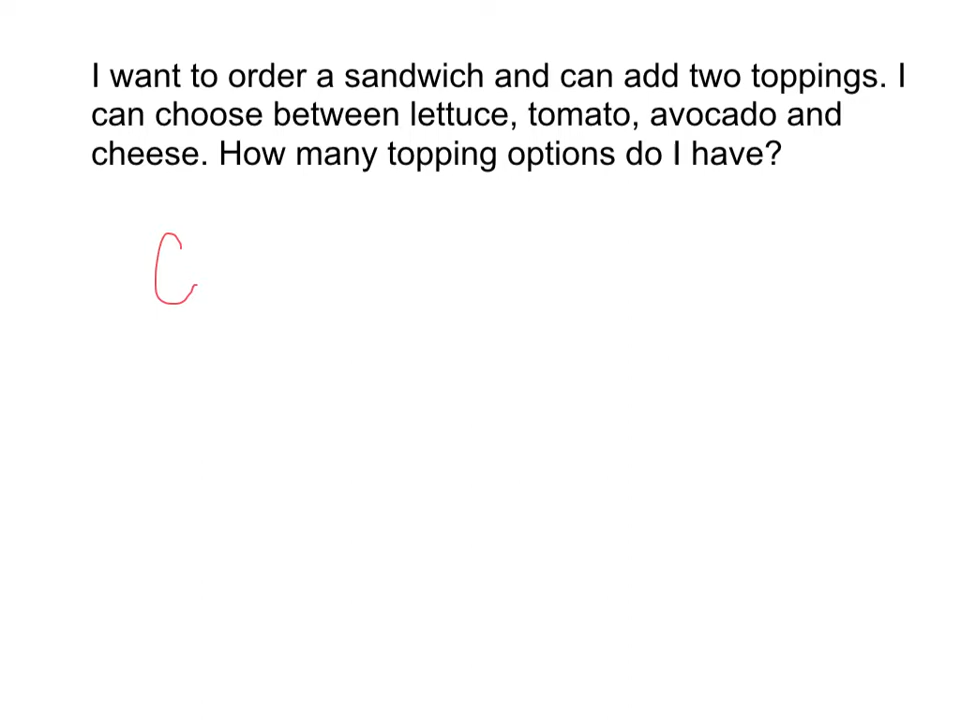 I want to order a sandwich and can add two toppings. I
can choose between lettuce, tomato, avocado and
cheese. How many topping options do I have?
C